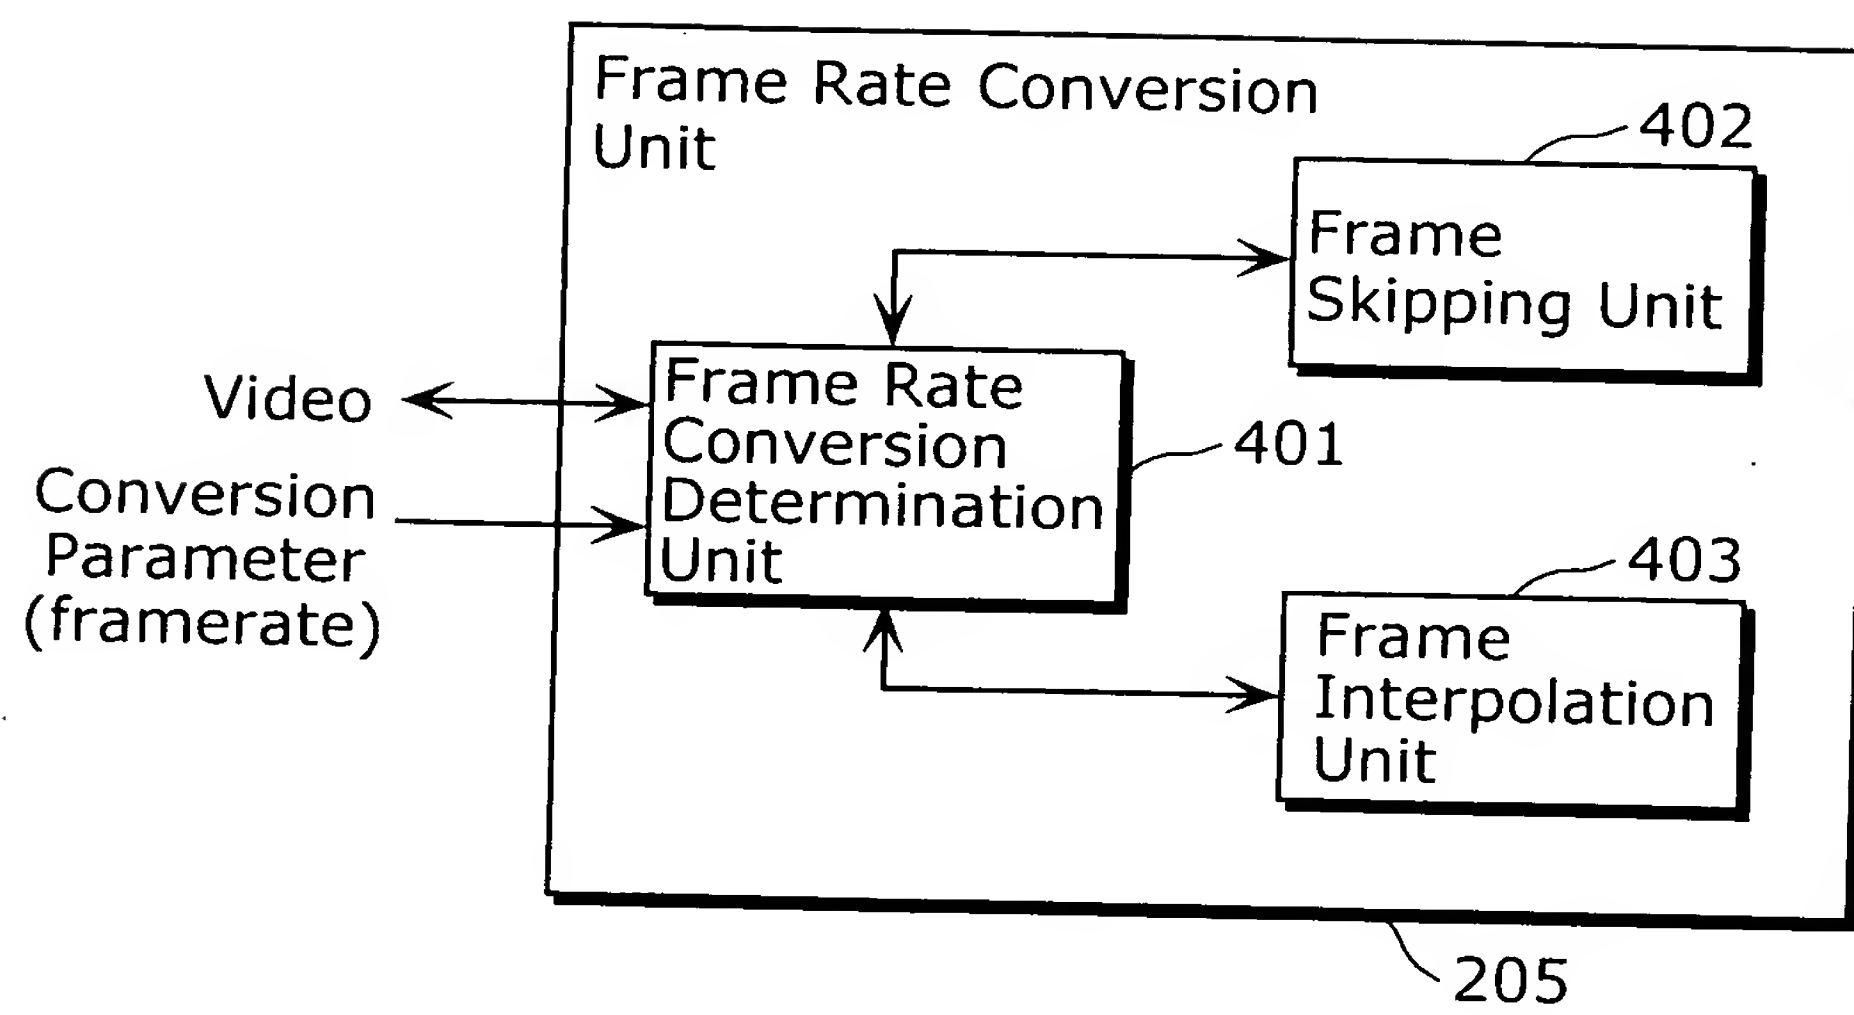 Frame Rate Conversion
Unit
402
Frame
Skipping Unit
Video
Conversion
Parameter
(framerate)
Frame Rate
Conversion
Determination
Unit
401
403
Frame
Interpolation
Unit
205